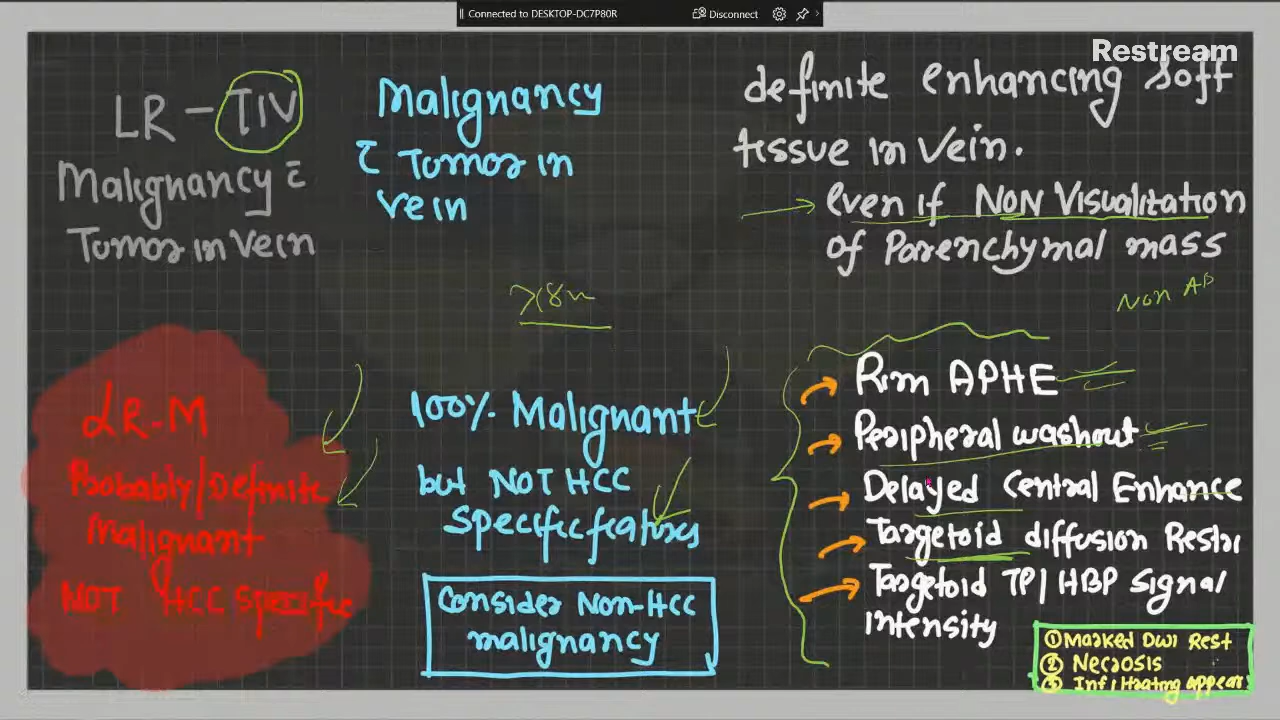 Connected to DESKTOP-DC7P80R
Disconnect
Restream
LR - TIV
Malignancy c̄
Tumor in Vein
Malignancy
c̄ Tumor in
vein
definite enhancing soft
tissue in Vein.
even if NON Visualization
of Parenchymal mass
Non AP
LR-M
Probably/Definite
Malignant
NOT HCC specific
100% Malignant
but NOT HCC
specific features
Consider Non-HCC
malignancy
Rim APHE
Peripheral washout
Delayed Central Enhance
Targetoid diffusion Restri
Targetoid TP/HBP Signal
intensity
① Marked DWI Rest
② Necrosis
③ Infiltrating appear